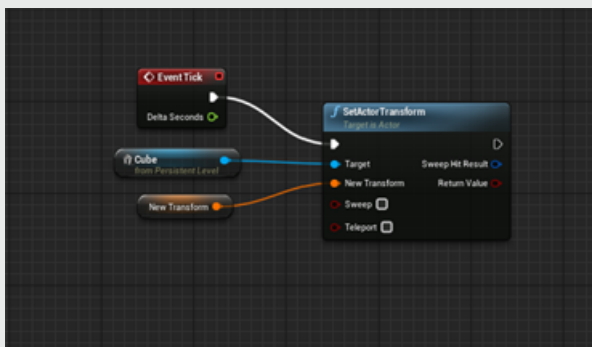 Event Tick
Delta Seconds
Cube
from Persistent Level
New Transform
f SetActorTransform
Target is Actor
Target
Sweep Hit Result
New Transform
Return Value
Sweep
Teleport